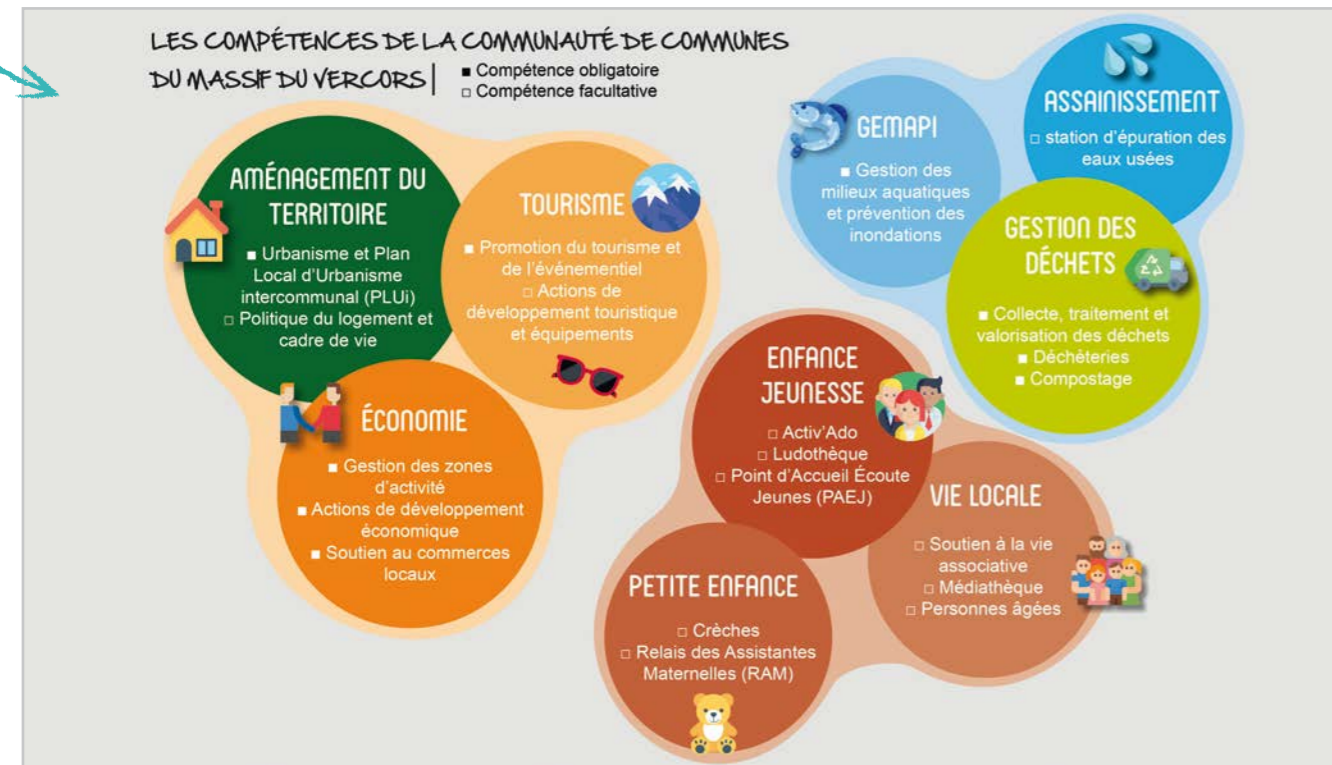 LES COMPÉTENCES DE LA COMMUNAUTÉ DE COMMUNES
DU MASSIF DU VERCORS |
■ Compétence obligatoire
□ Compétence facultative
AMÉNAGEMENT DU
TERRITOIRE
■ Urbanisme et Plan
Local d'Urbanisme
intercommunal (PLUi)
□ Politique du logement et
cadre de vie
TOURISME
■ Promotion du tourisme et
de l'événementiel
□ Actions de
développement touristique
et équipements
ÉCONOMIE
■ Gestion des zones
d'activité
■ Actions de développement
économique
■ Soutien au commerces
locaux
GEMAPI
■ Gestion des
milieux aquatiques
et prévention des
inondations
ASSAINISSEMENT
□ station d'épuration des
eaux usées
GESTION DES
DÉCHETS
■ Collecte, traitement et
valorisation des déchets
■ Déchèteries
■ Compostage
ENFANCE
JEUNESSE
□ Activ'Ado
□ Ludothèque
□ Point d'Accueil Écoute
Jeunes (PAEJ)
VIE LOCALE
□ Soutien à la vie
associative
□ Médiathèque
□ Personnes âgées
PETITE ENFANCE
□ Crèches
□ Relais des Assistantes
Maternelles (RAM)